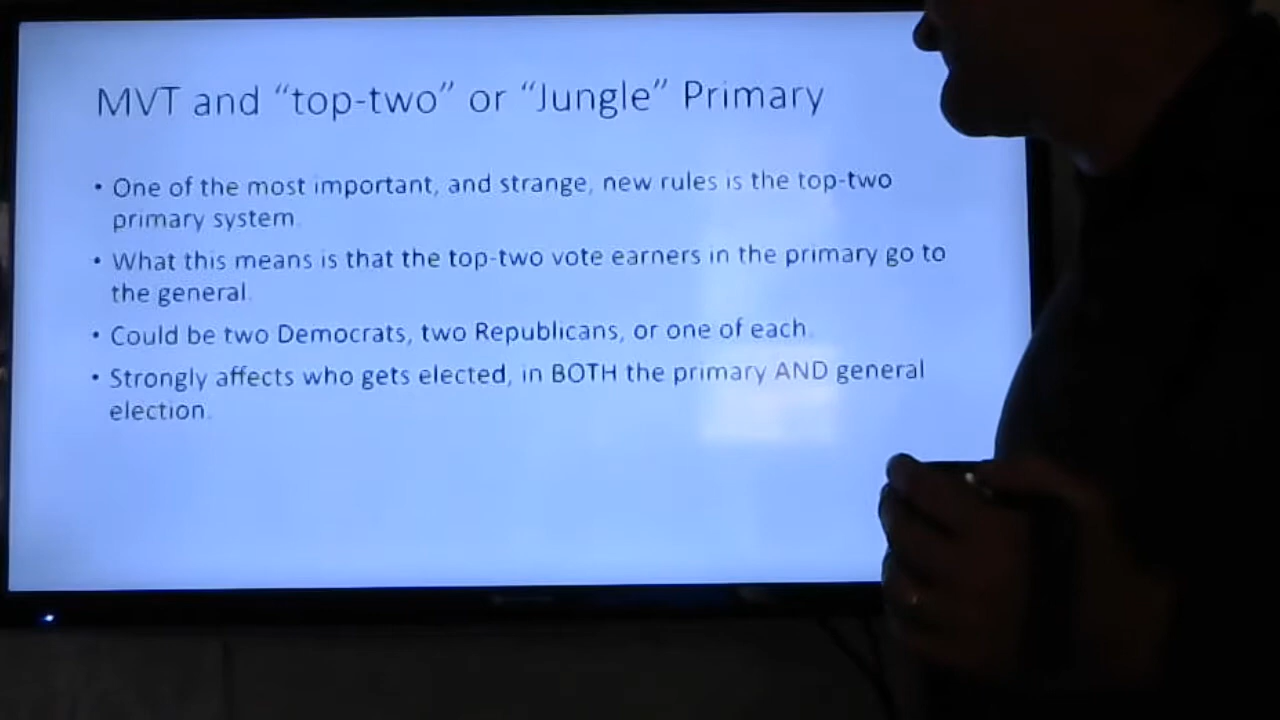 MVT and “top-two” or “Jungle” Primary
• One of the most important, and strange, new rules is the top-two
primary system.
• What this means is that the top-two vote earners in the primary go to
the general.
• Could be two Democrats, two Republicans, or one of each.
• Strongly affects who gets elected, in BOTH the primary AND general
election.